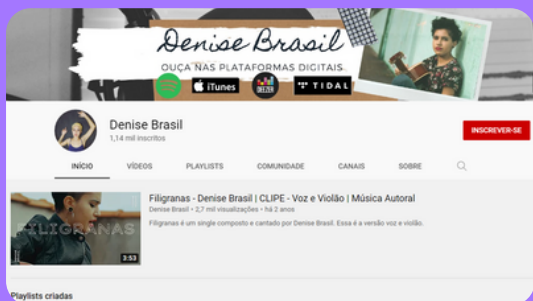 Denise Brasil
OUÇA NAS PLATAFORMAS DIGITAIS
iTunes
DEEZER
TIDAL
Denise Brasil
1,14 mil inscritos
INSCREVER-SE
INÍCIO VÍDEOS PLAYLISTS COMUNIDADE CANAIS SOBRE
Filigranas - Denise Brasil | CLIPE - Voz e Violão | Música Autoral
Denise Brasil • 2,7 mil visualizações • há 2 anos
Filigranas é um single composto e cantado por Denise Brasil. Essa é a versão voz e violão.
FILIGRANAS
3:53
Playlists criadas